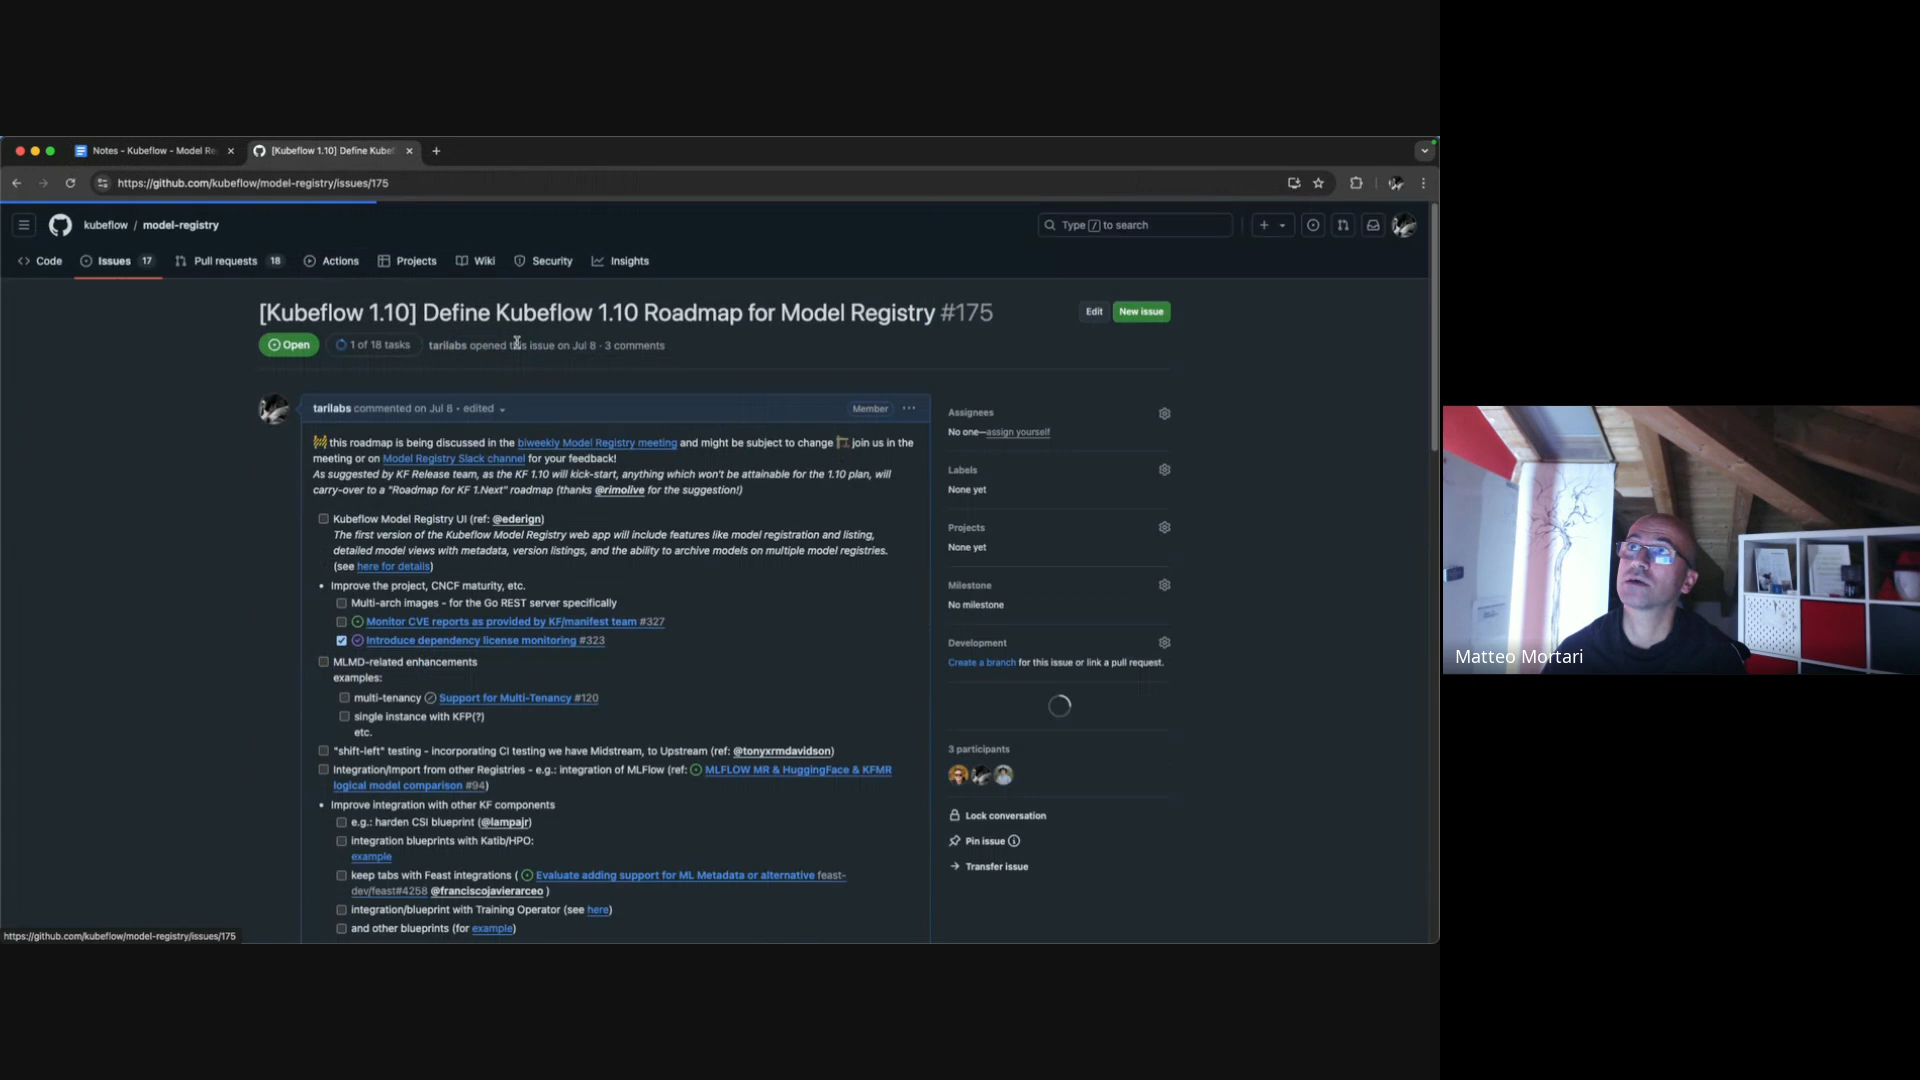 Notes - Kubeflow - Model Re
[Kubeflow 1.10] Define Kubef
https://github.com/kubeflow/model-registry/issues/175
kubeflow / model-registry
Type / to search
Code
Issues 17
Pull requests 18
Actions
Projects
Wiki
Security
Insights
[Kubeflow 1.10] Define Kubeflow 1.10 Roadmap for Model Registry #175
Edit
New issue
Open
1 of 18 tasks
tarilabs opened this issue on Jul 8 · 3 comments
tarilabs commented on Jul 8 • edited
Member
🚧 this roadmap is being discussed in the biweekly Model Registry meeting and might be subject to change 🏗️ join us in the
meeting or on Model Registry Slack channel for your feedback!
As suggested by KF Release team, as the KF 1.10 will kick-start, anything which won't be attainable for the 1.10 plan, will
carry-over to a "Roadmap for KF 1.Next" roadmap (thanks @rimolive for the suggestion!)
Kubeflow Model Registry UI (ref: @ederign)
The first version of the Kubeflow Model Registry web app will include features like model registration and listing,
detailed model views with metadata, version listings, and the ability to archive models on multiple model registries.
(see here for details)
• Improve the project, CNCF maturity, etc.
Multi-arch images - for the Go REST server specifically
Monitor CVE reports as provided by KF/manifest team #327
Introduce dependency license monitoring #323
MLMD-related enhancements
examples:
multi-tenancy Support for Multi-Tenancy #120
single instance with KFP(?)
etc.
"shift-left" testing - incorporating CI testing we have Midstream, to Upstream (ref: @tonyxrmdavidson)
Integration/Import from other Registries - e.g.: integration of MLFlow (ref: MLFLOW MR & HuggingFace & KFMR
logical model comparison #94)
• Improve integration with other KF components
e.g.: harden CSI blueprint (@lampajr)
integration blueprints with Katib/HPO:
example
keep tabs with Feast integrations ( Evaluate adding support for ML Metadata or alternative feast-
dev/feast#4258 @franciscojavierarceo )
integration/blueprint with Training Operator (see here)
and other blueprints (for example)
Assignees
No one—assign yourself
Labels
None yet
Projects
None yet
Milestone
No milestone
Development
Create a branch for this issue or link a pull request.
3 participants
Lock conversation
Pin issue
Transfer issue
https://github.com/kubeflow/model-registry/issues/175
Matteo Mortari